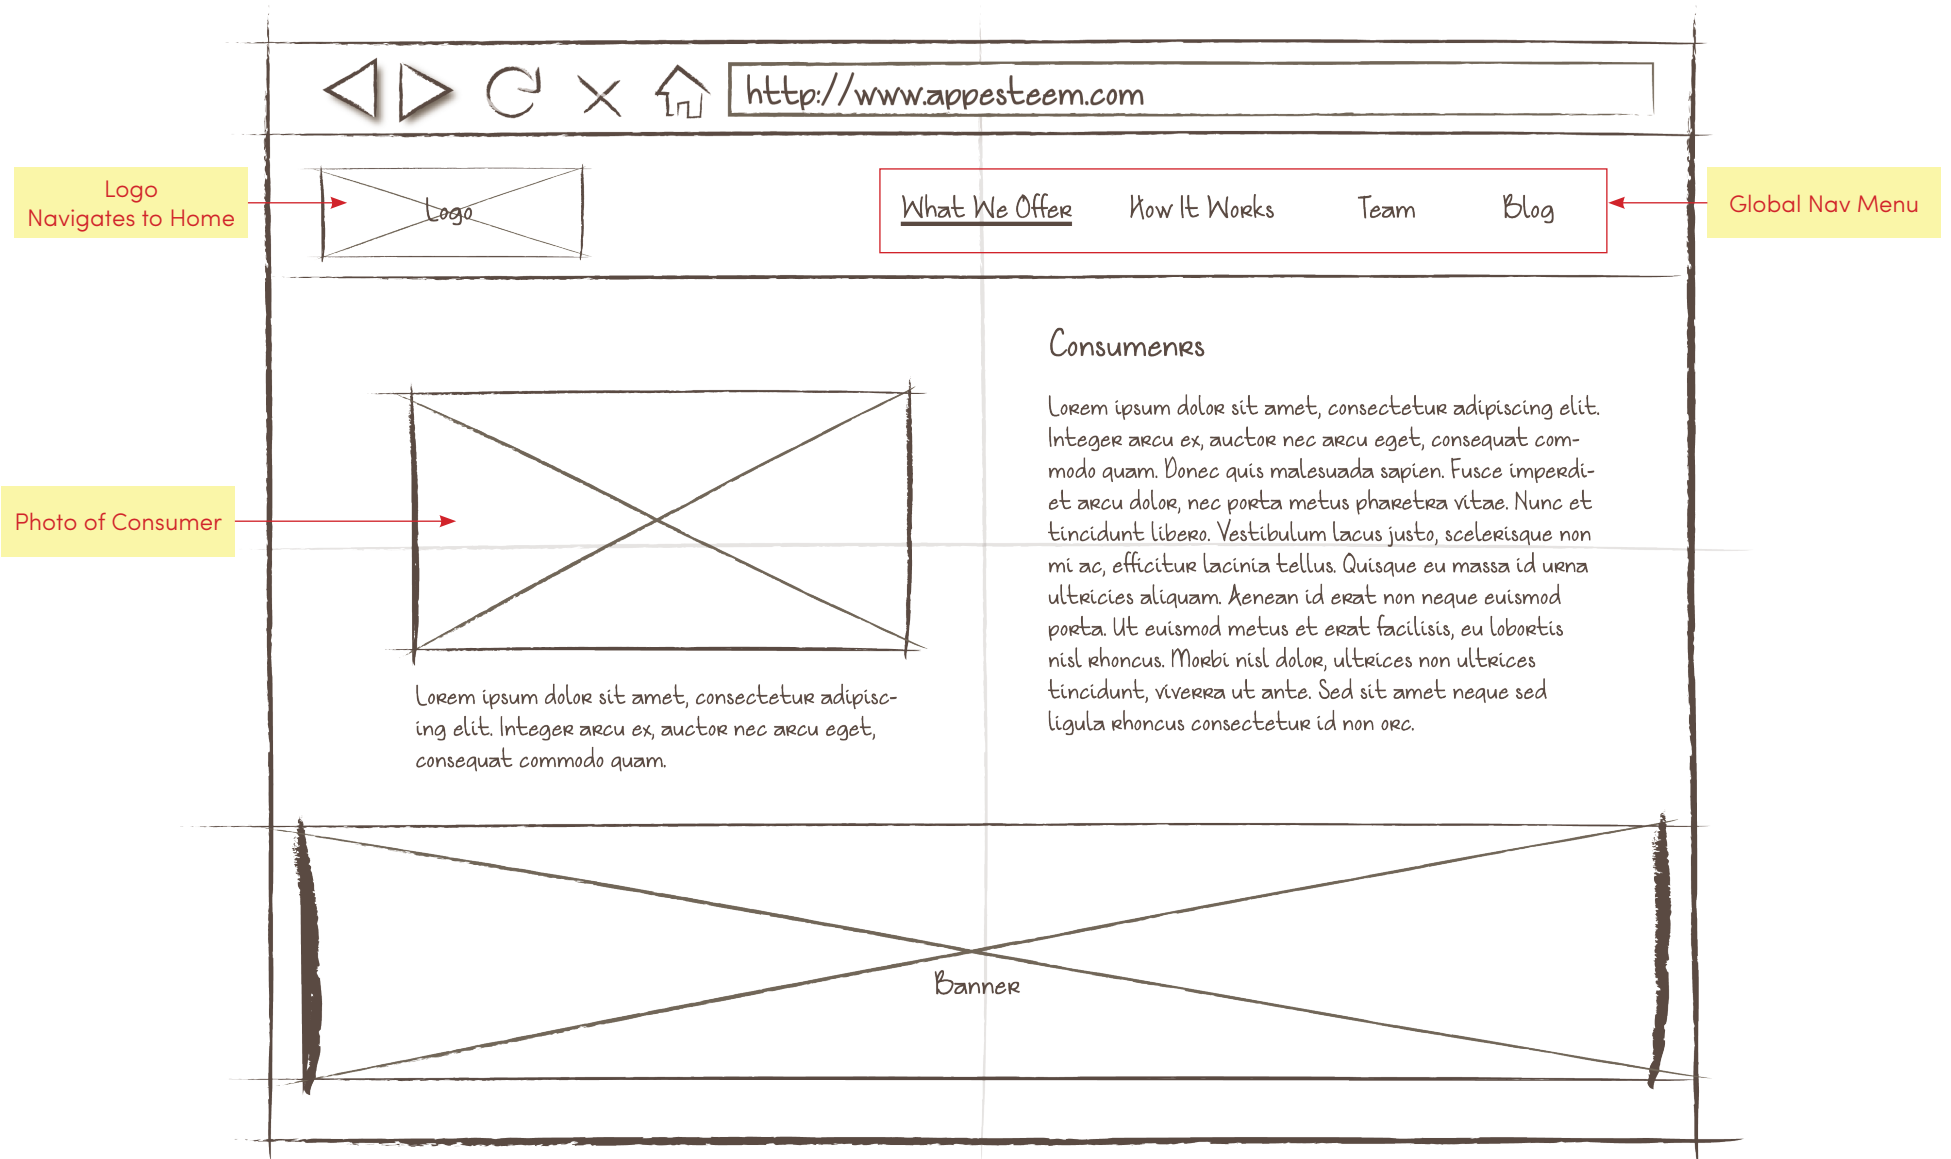 http://www.appesteem.com
Logo
Navigates to Home
Logo
What We Offer
How It Works
Team
Blog
Global Nav Menu
Photo of Consumer
Lorem ipsum dolor sit amet, consectetur adipisc-
ing elit. Integer arcu ex, auctor nec arcu eget,
consequat commodo quam.
Consumenrs
Lorem ipsum dolor sit amet, consectetur adipiscing elit.
Integer arcu ex, auctor nec arcu eget, consequat com-
modo quam. Donec quis malesuada sapien. Fusce imperdi-
et arcu dolor, nec porta metus pharetra vitae. Nunc et
tincidunt libero. Vestibulum lacus justo, scelerisque non
mi ac, efficitur lacinia tellus. Quisque eu massa id urna
ultricies aliquam. Aenean id erat non neque euismod
porta. Ut euismod metus et erat facilisis, eu lobortis
nisl rhoncus. Morbi nisl dolor, ultrices non ultrices
tincidunt, viverra ut ante. Sed sit amet neque sed
ligula rhoncus consectetur id non orc.
Banner